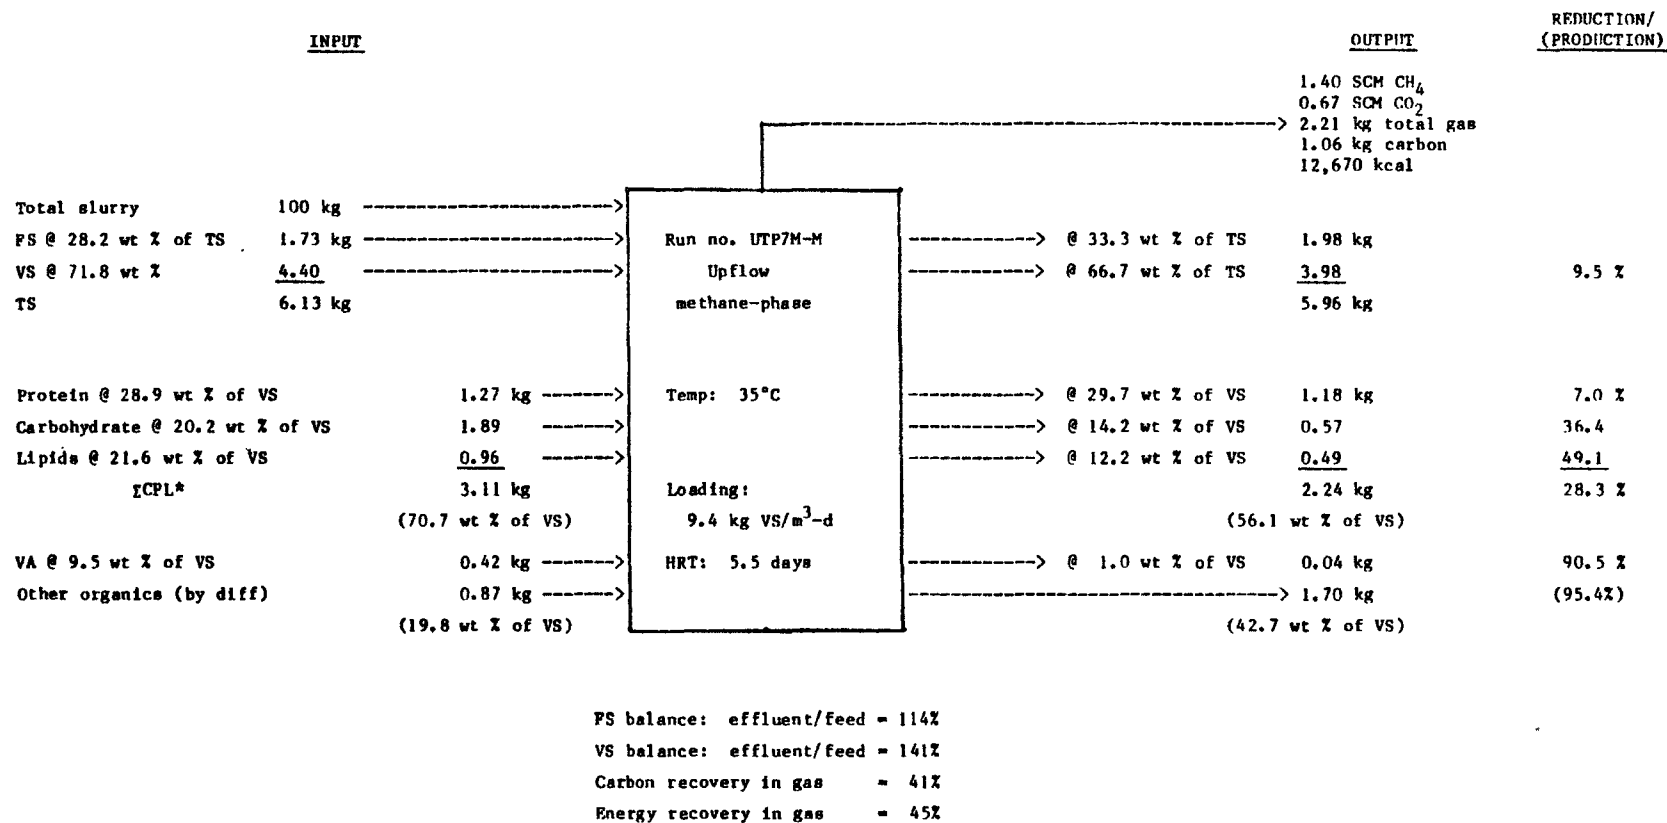 REDUCTION/
INPUT OUTPUT (PRODUCTION)
1.40 SCM CH4
0.67 SCM CO2
2.21 kg total gas
1.06 kg carbon
12,670 kcal
Total slurry 100 kg
FS @ 28.2 wt % of TS 1.73 kg Run no. UTP7M-M @ 33.3 wt % of TS 1.98 kg
VS @ 71.8 wt % 4.40 Upflow @ 66.7 wt % of TS 3.98 9.5 %
TS 6.13 kg methane-phase 5.96 kg
Protein @ 28.9 wt % of VS 1.27 kg Temp: 35°C @ 29.7 wt % of VS 1.18 kg 7.0 %
Carbohydrate @ 20.2 wt % of VS 1.89 @ 14.2 wt % of VS 0.57 36.4
Lipids @ 21.6 wt % of VS 0.96 @ 12.2 wt % of VS 0.49 49.1
ΣCPL* 3.11 kg Loading: 2.24 kg 28.3 %
(70.7 wt % of VS) 9.4 kg VS/m³-d (56.1 wt % of VS)
VA @ 9.5 wt % of VS 0.42 kg HRT: 5.5 days @ 1.0 wt % of VS 0.04 kg 90.5 %
Other organics (by diff) 0.87 kg 1.70 kg (95.4%)
(19.8 wt % of VS) (42.7 wt % of VS)
FS balance: effluent/feed = 114%
VS balance: effluent/feed = 141%
Carbon recovery in gas = 41%
Energy recovery in gas = 45%